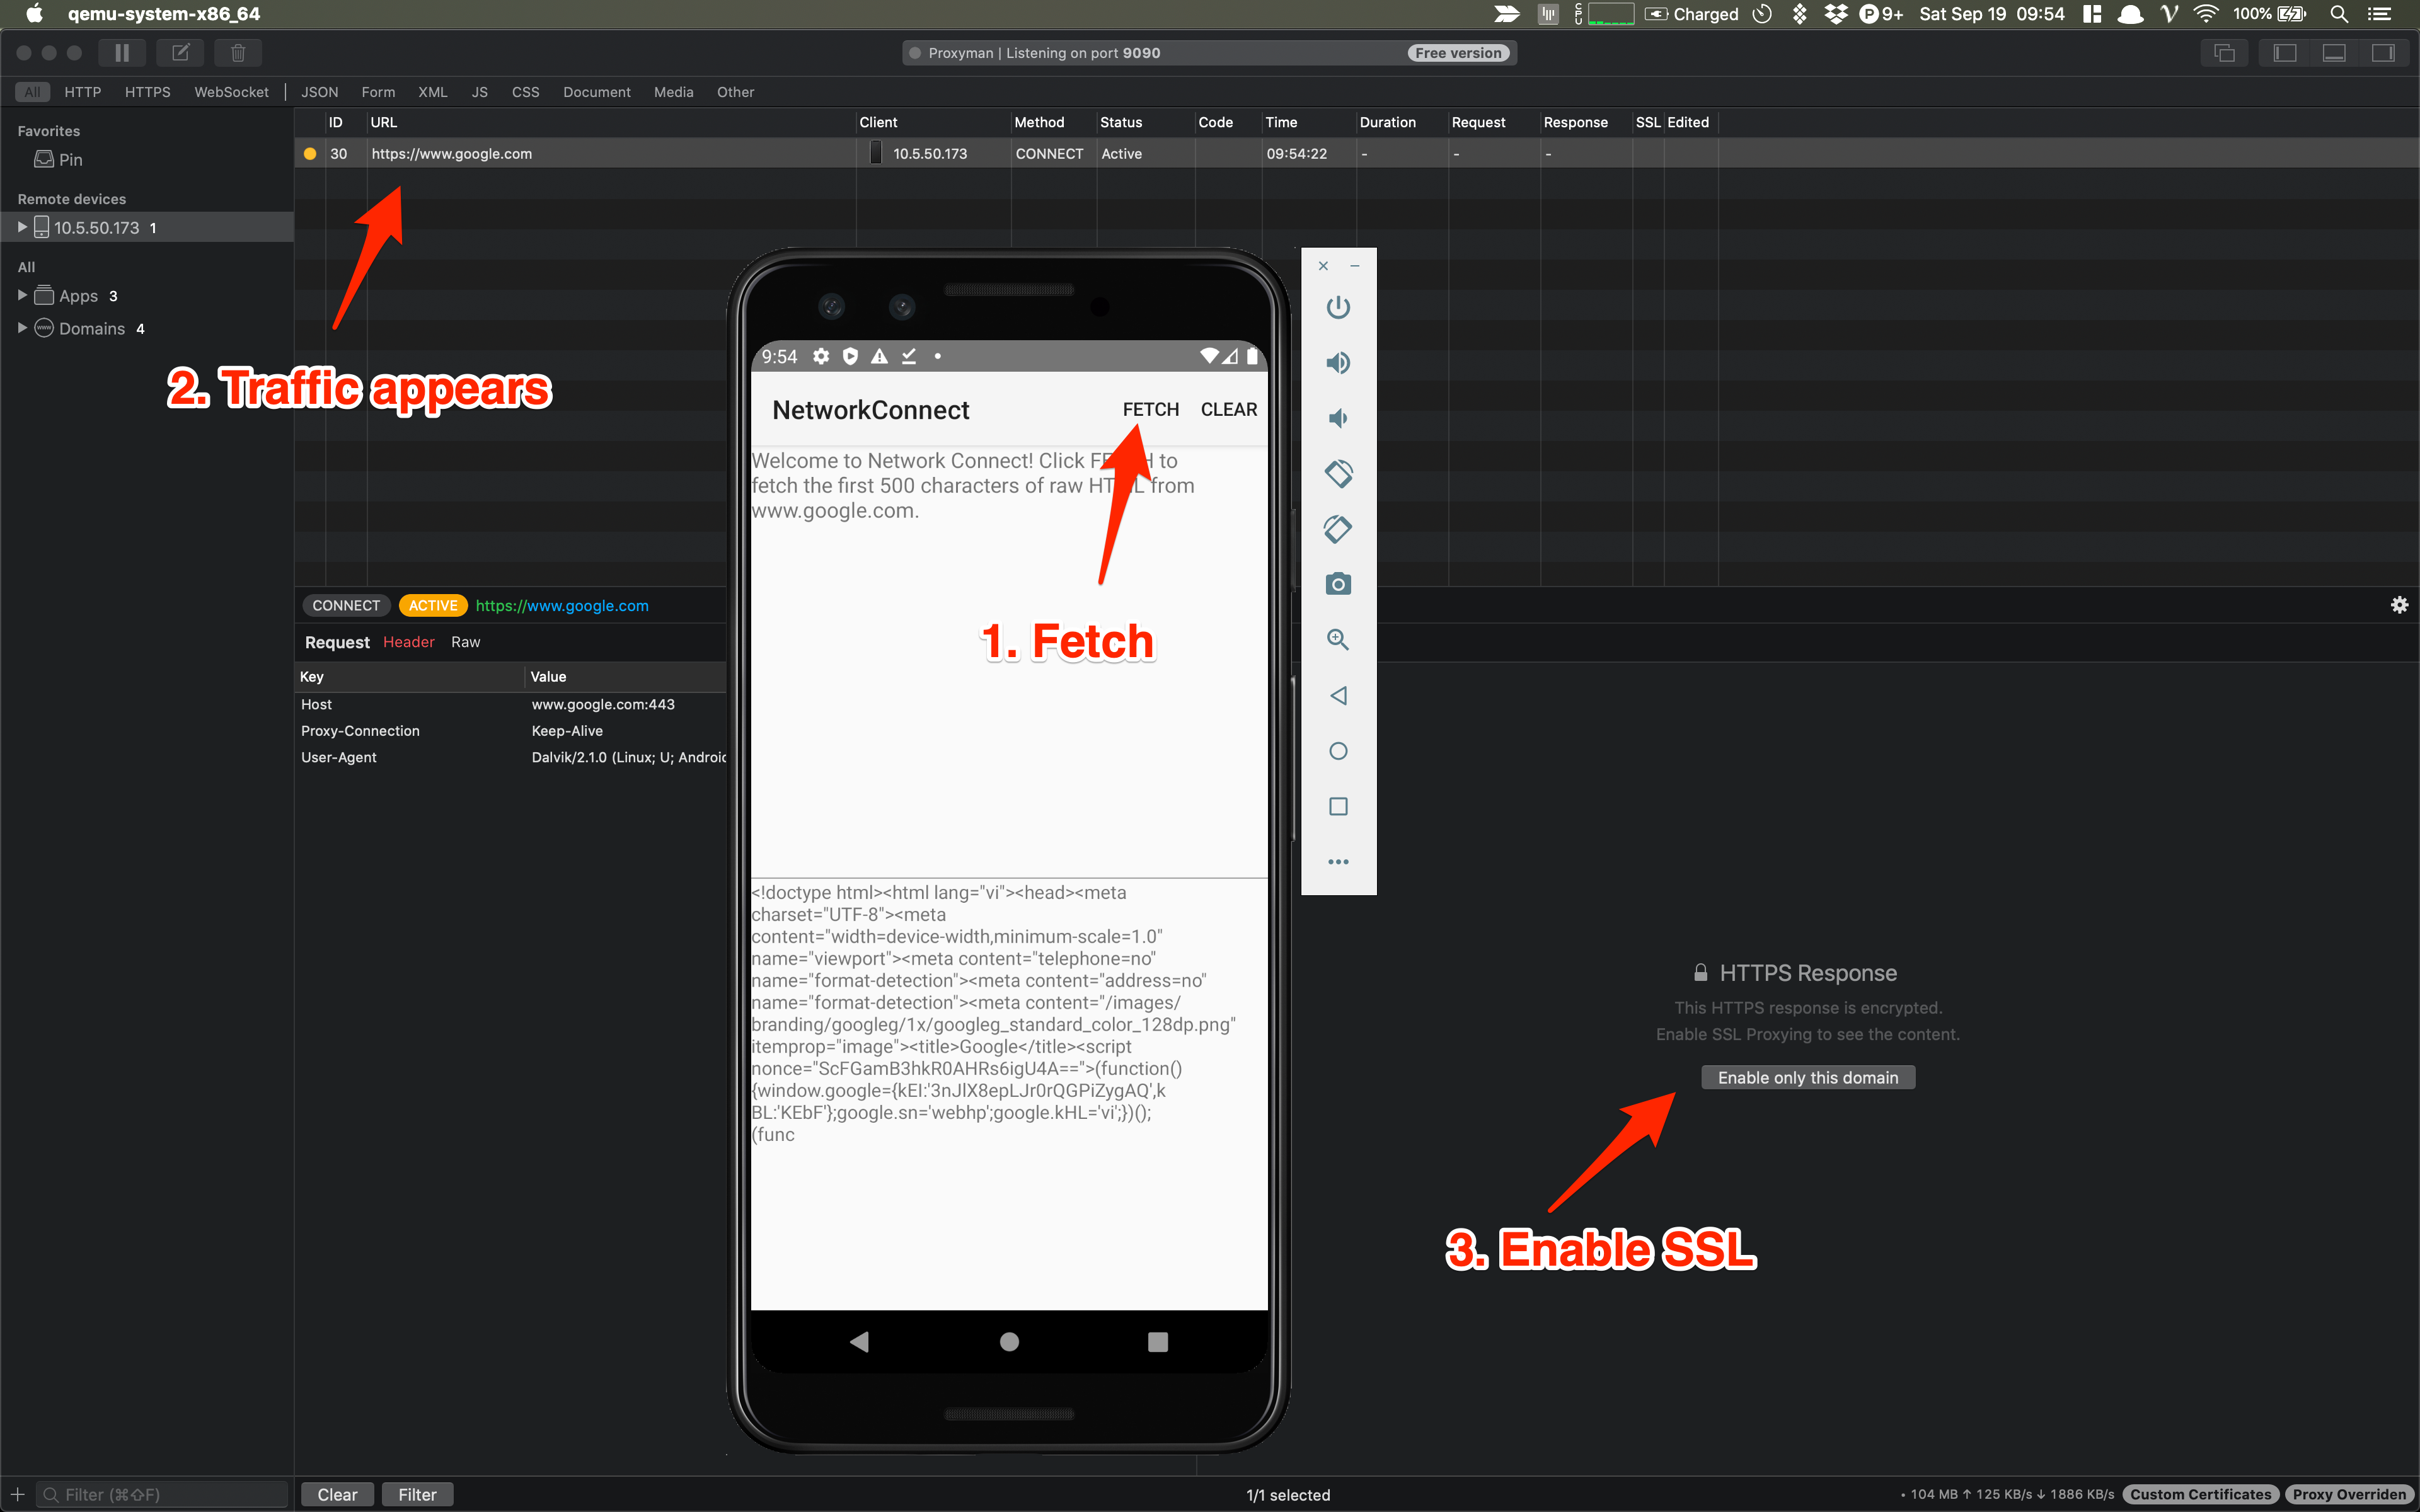 qemu-system-x86_64
CPU
Charged
9+
Sat Sep 19 09:54
100%
Proxyman | Listening on port 9090
Free version
All HTTP HTTPS WebSocket JSON Form XML JS CSS Document Media Other
Favorites
Pin
Remote devices
10.5.50.173 1
All
Apps 3
Domains 4
ID URL Client Method Status Code Time Duration Request Response SSL Edited
30 https://www.google.com 10.5.50.173 CONNECT Active 09:54:22 - - -
2. Traffic appears
9:54
NetworkConnect FETCH CLEAR
Welcome to Network Connect! Click to
fetch the first 500 characters of raw from
www.google.com.
1. Fetch
CONNECT ACTIVE https://www.google.com
Request Header Raw
Key Value
Host www.google.com:443
Proxy-Connection Keep-Alive
User-Agent Dalvik/2.1.0 (Linux; U; Androi
<!doctype html><html lang="vi"><head><meta
charset="UTF-8"><meta
content="width=device-width,minimum-scale=1.0"
name="viewport"><meta content="telephone=no"
name="format-detection"><meta content="address=no"
name="format-detection"><meta content="/images/
branding/googleg/1x/googleg_standard_color_128dp.png"
itemprop="image"><title>Google</title><script
nonce="ScFGamB3hkR0AHRs6igU4A==">(function()
{window.google={kEI:'3nJlX8epLJr0rQGPiZygAQ',k
BL:'KEbF'};google.sn='webhp';google.kHL='vi';})();
(func
HTTPS Response
This HTTPS response is encrypted.
Enable SSL Proxying to see the content.
Enable only this domain
3. Enable SSL
Filter (⌘⇧F)
Clear Filter
1/1 selected
• 104 MB ↑ 125 KB/s ↓ 1886 KB/s
Custom Certificates
Proxy Overriden